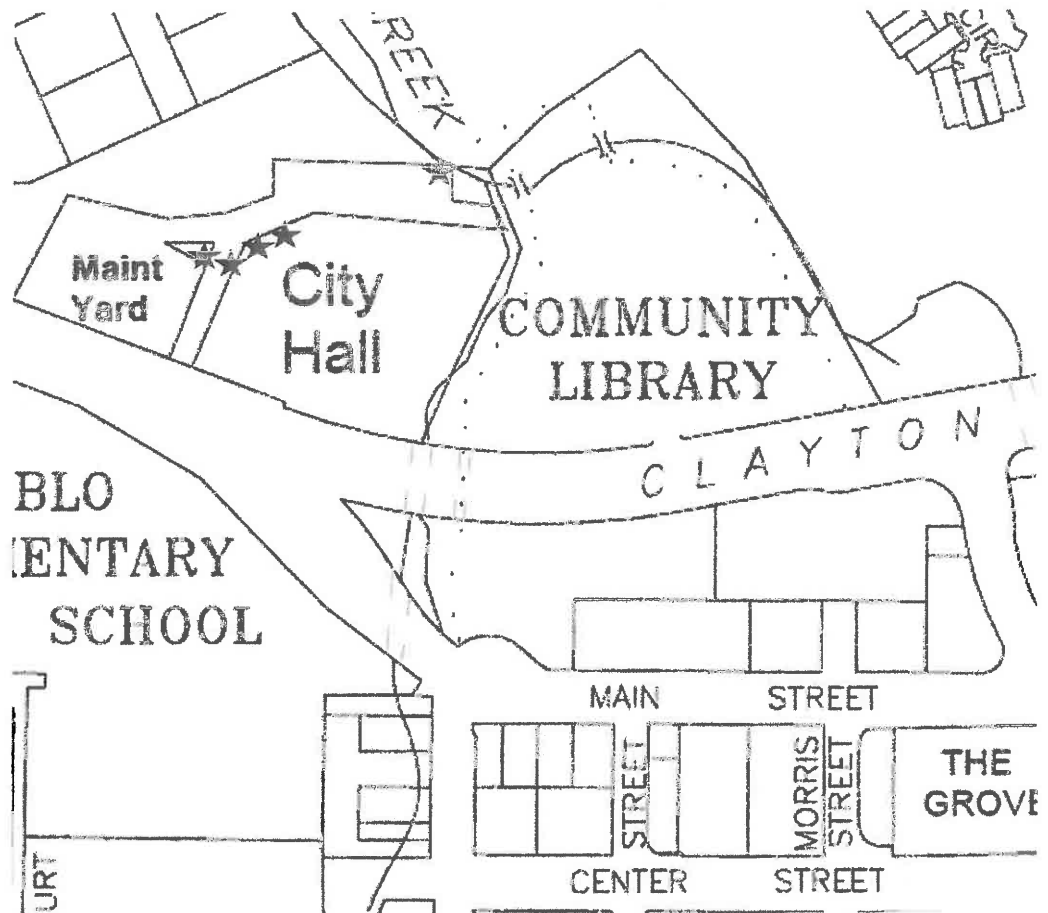 REEK
Maint
Yard
City
Hall
COMMUNITY
LIBRARY
CLAYTON
BLO
ENTARY
SCHOOL
MAIN STREET
STREET
MORRIS
STREET
THE
GROVE
URT
CENTER STREET